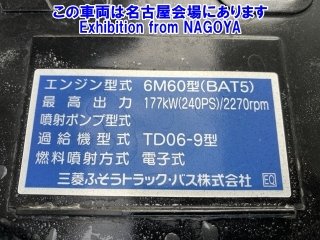 この車両は名古屋会場にあります
Exhibition from NAGOYA
エンジン型式 6M60型(BAT5)
最高出力 177kW(240PS)/2270rpm
噴射ポンプ型式
過給機型式 TD06-9型
燃料噴射方式 電子式
三菱ふそうトラック・バス株式会社 EQ